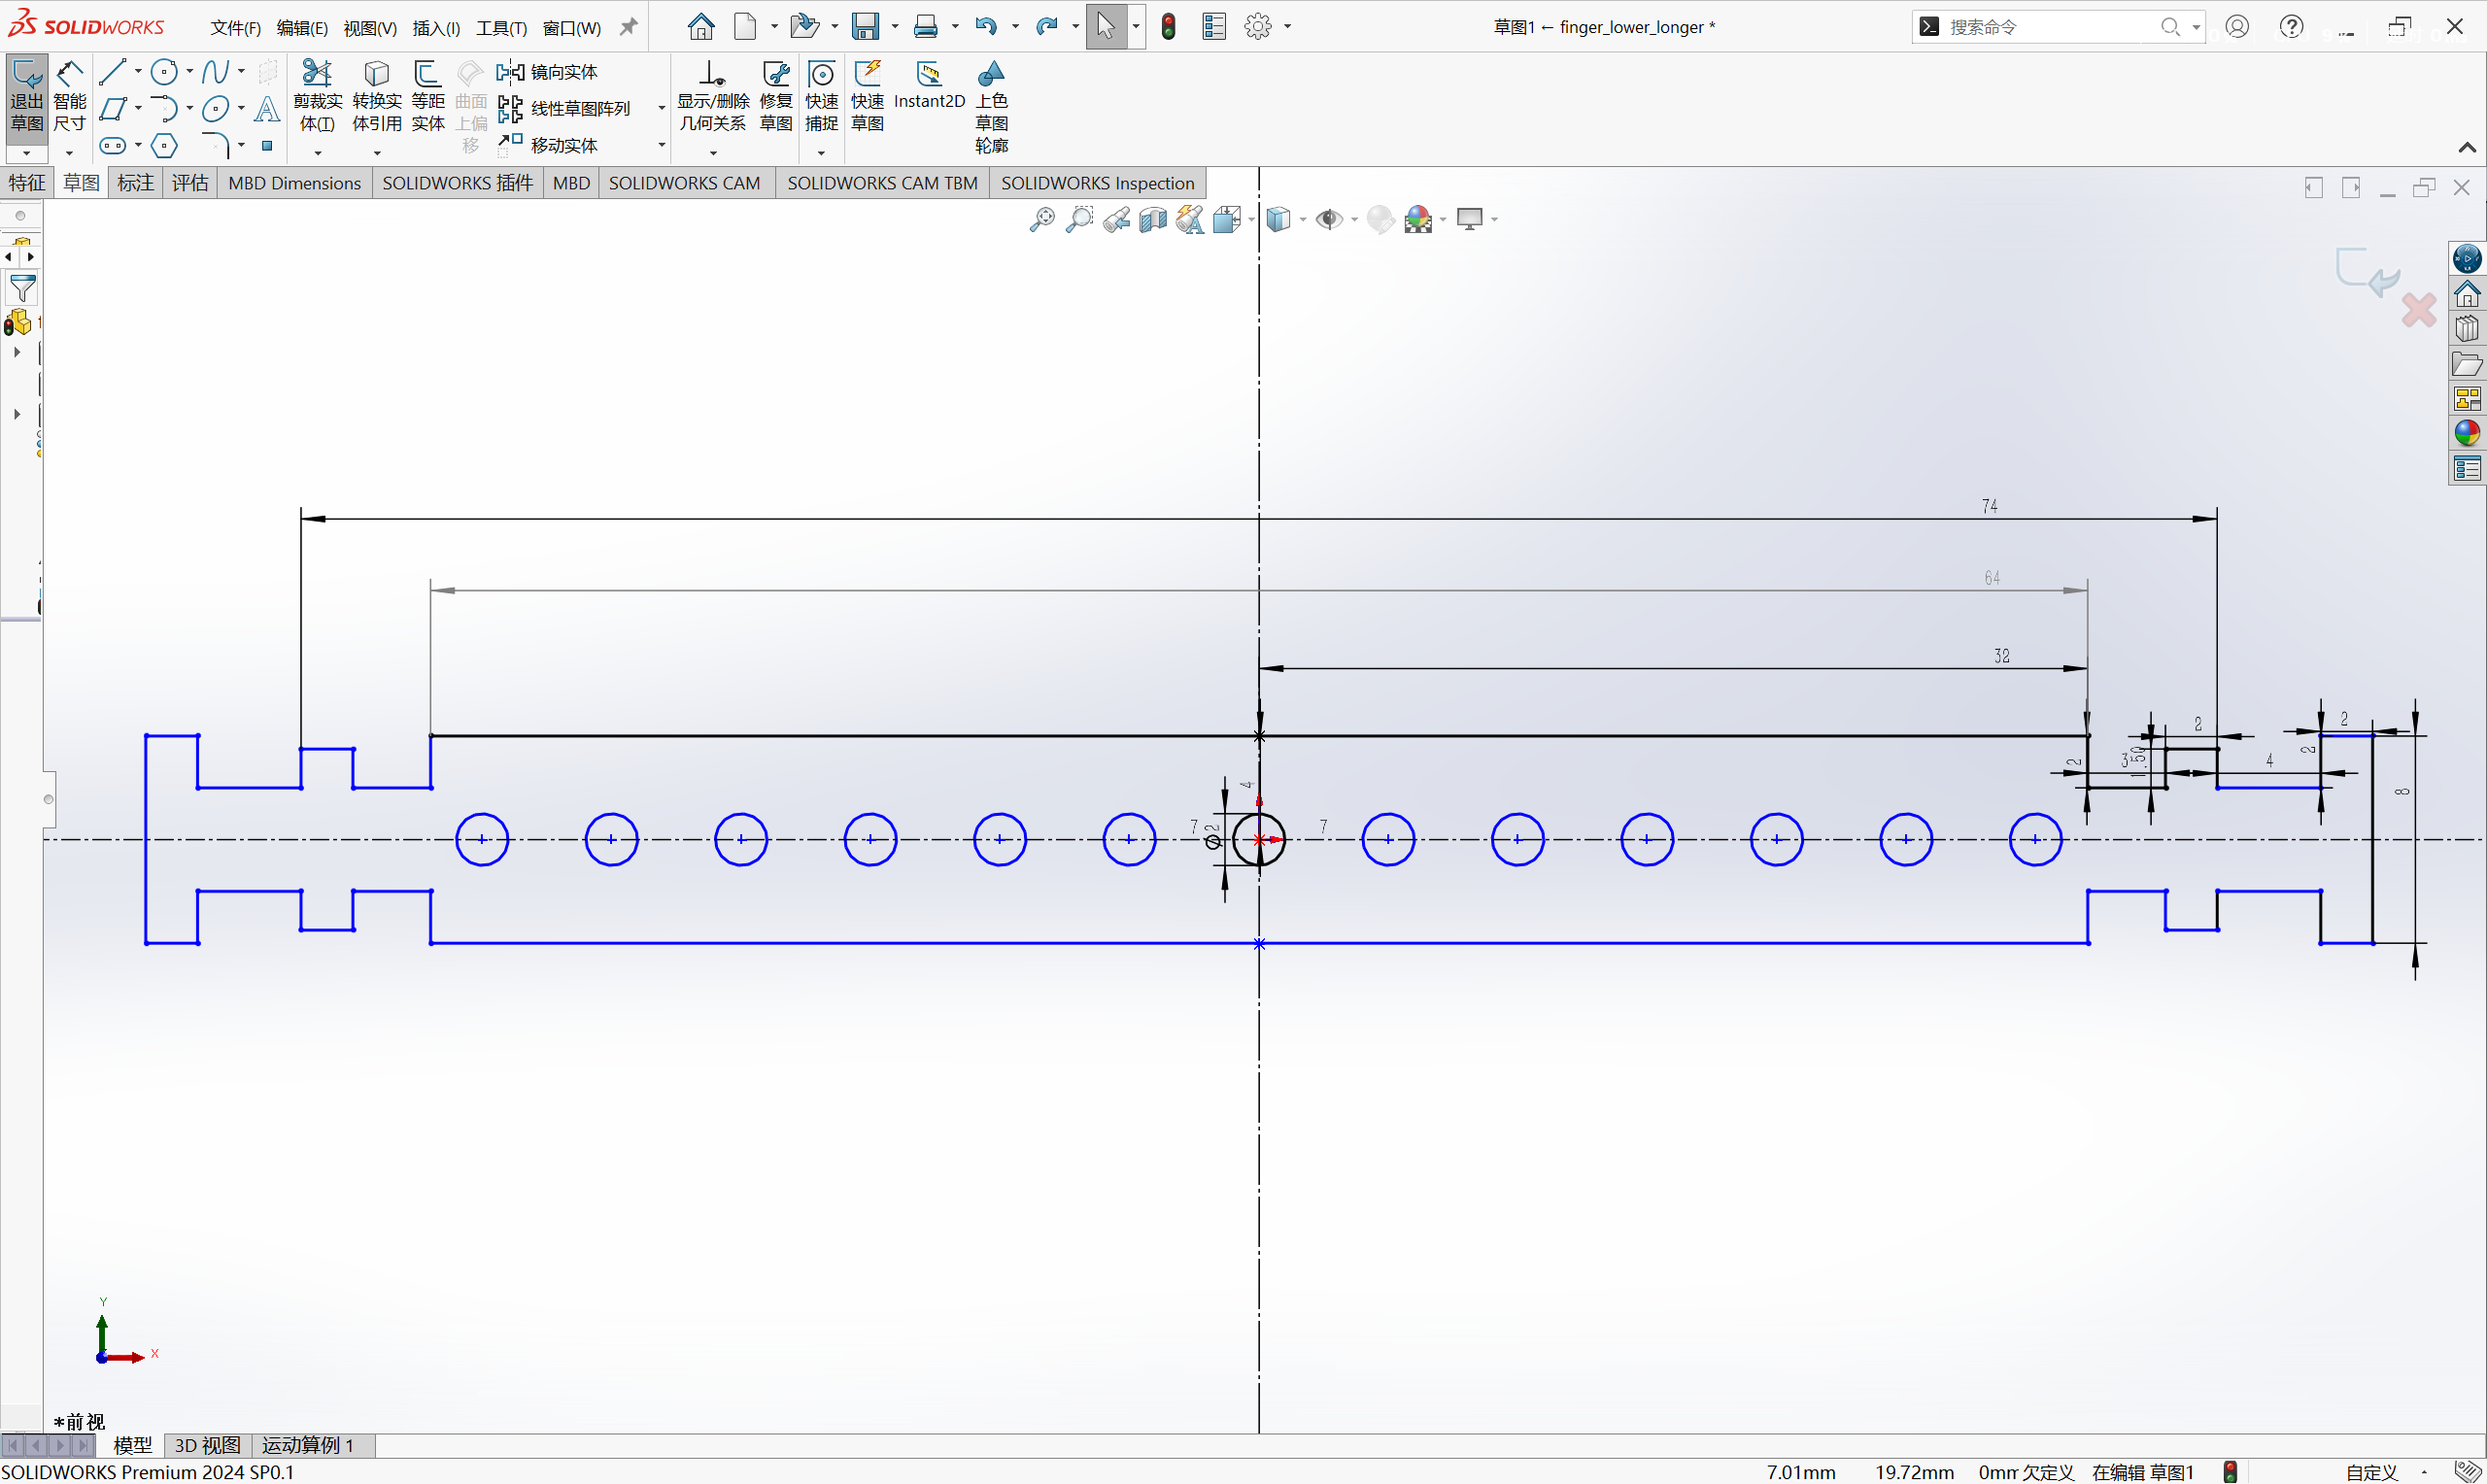 SOLIDWORKS
文件(F) 编辑(E) 视图(V) 插入(I) 工具(T) 窗口(W)
草图1 ← finger_lower_longer *
搜索命令
退出草图
智能尺寸
剪裁实体(T)
转换实体引用
等距实体
曲面上偏移
镜向实体
线性草图阵列
移动实体
显示/删除几何关系
修复草图
快速捕捉
快速草图
Instant2D
上色草图轮廓
特征 草图 标注 评估 MBD Dimensions SOLIDWORKS 插件 MBD SOLIDWORKS CAM SOLIDWORKS CAM TBM SOLIDWORKS Inspection
74
64
32
2
2
2
3
1.50
4
2
8
4
7
Ø2
7
Y
X
*前视
模型 3D 视图 运动算例 1
SOLIDWORKS Premium 2024 SP0.1
7.01mm 19.72mm 0mm 欠定义 在编辑 草图1
自定义